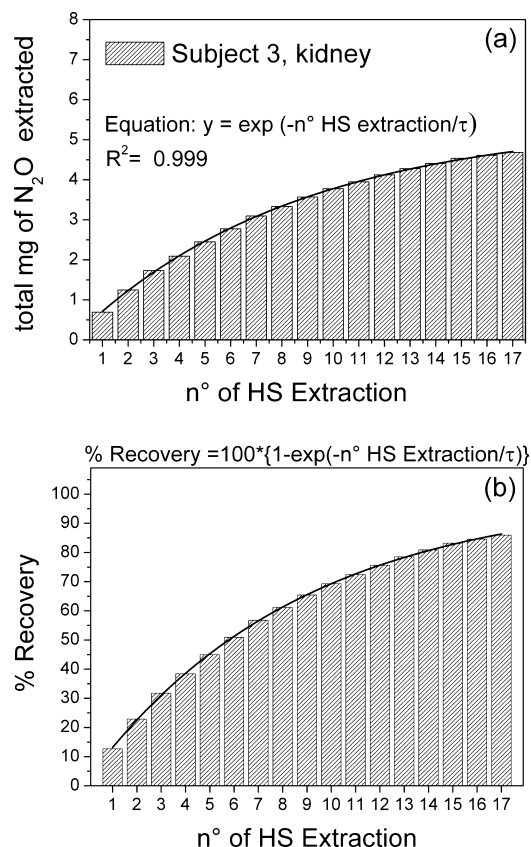 (a)
Subject 3, kidney
Equation: y = exp (-n° HS extraction/τ)
R²= 0.999
total mg of N₂O extracted
8
7
6
5
4
3
2
1
0
1 2 3 4 5 6 7 8 9 10 11 12 13 14 15 16 17
n° of HS Extraction
% Recovery =100*{1-exp(-n° HS Extraction/τ)}
(b)
% Recovery
100
90
80
70
60
50
40
30
20
10
0
1 2 3 4 5 6 7 8 9 10 11 12 13 14 15 16 17
n° of HS Extraction